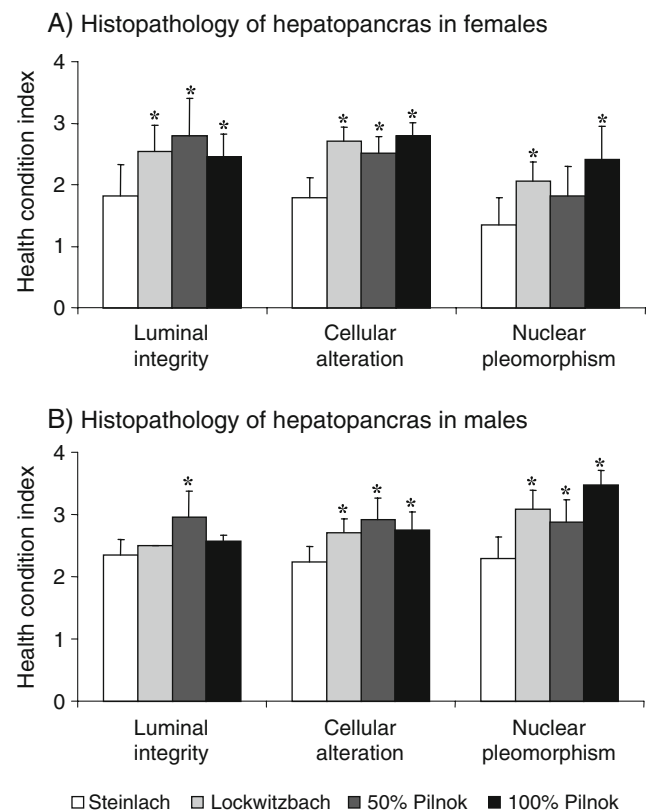 A) Histopathology of hepatopancras in females
Health condition index
4
3
2
1
0
* * *
* * *
* *
Luminal integrity
Cellular alteration
Nuclear pleomorphism
B) Histopathology of hepatopancras in males
Health condition index
4
3
2
1
0
*
* * *
* * *
Luminal integrity
Cellular alteration
Nuclear pleomorphism
Steinlach Lockwitzbach 50% Pilnok 100% Pilnok